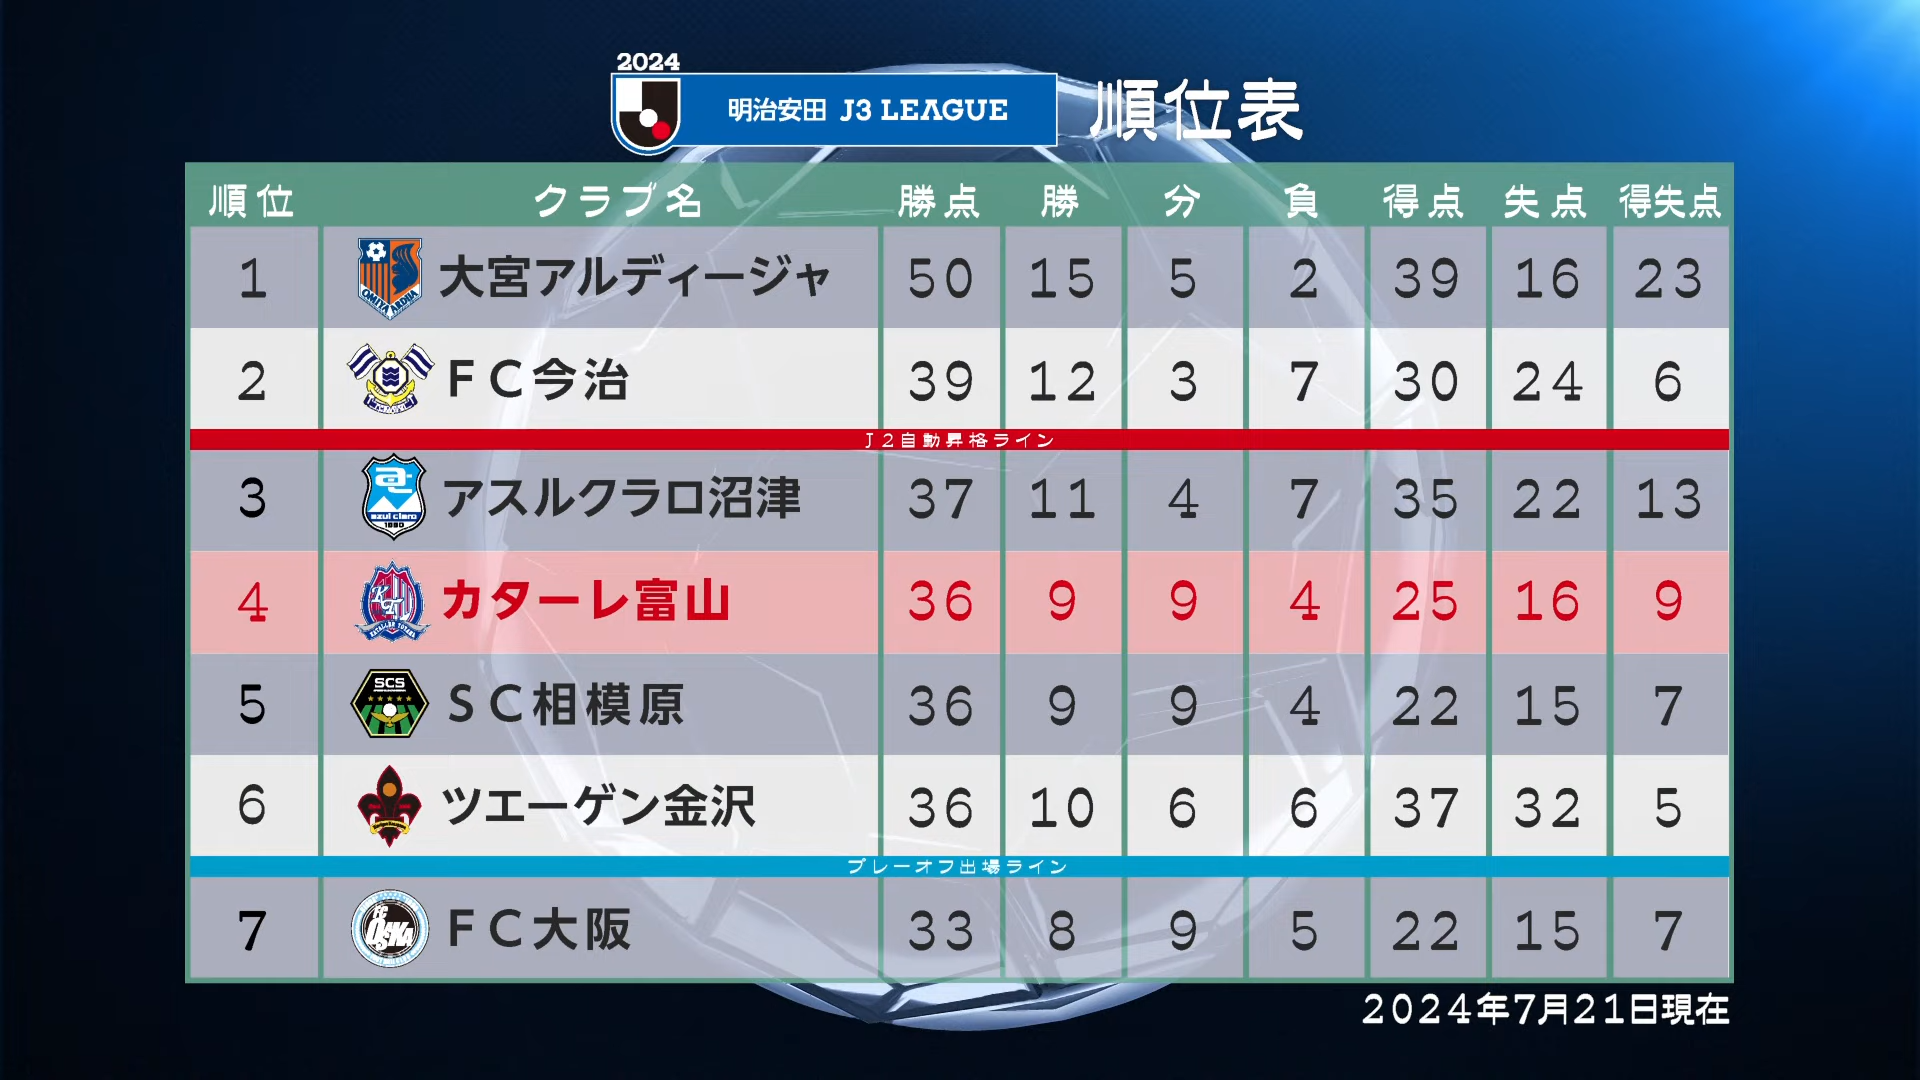 2024
明治安田 J3 LEAGUE 順位表
順位 クラブ名 勝点 勝 分 負 得点 失点 得失点
1 大宮アルディージャ 50 15 5 2 39 16 23
2 FC今治 39 12 3 7 30 24 6
J2自動昇格ライン
3 アスルクラロ沼津 37 11 4 7 35 22 13
4 カターレ富山 36 9 9 4 25 16 9
5 SCS SC相模原 36 9 9 4 22 15 7
6 ツエーゲン金沢 36 10 6 6 37 32 5
プレーオフ出場ライン
7 FC大阪 33 8 9 5 22 15 7
2024年7月21日現在